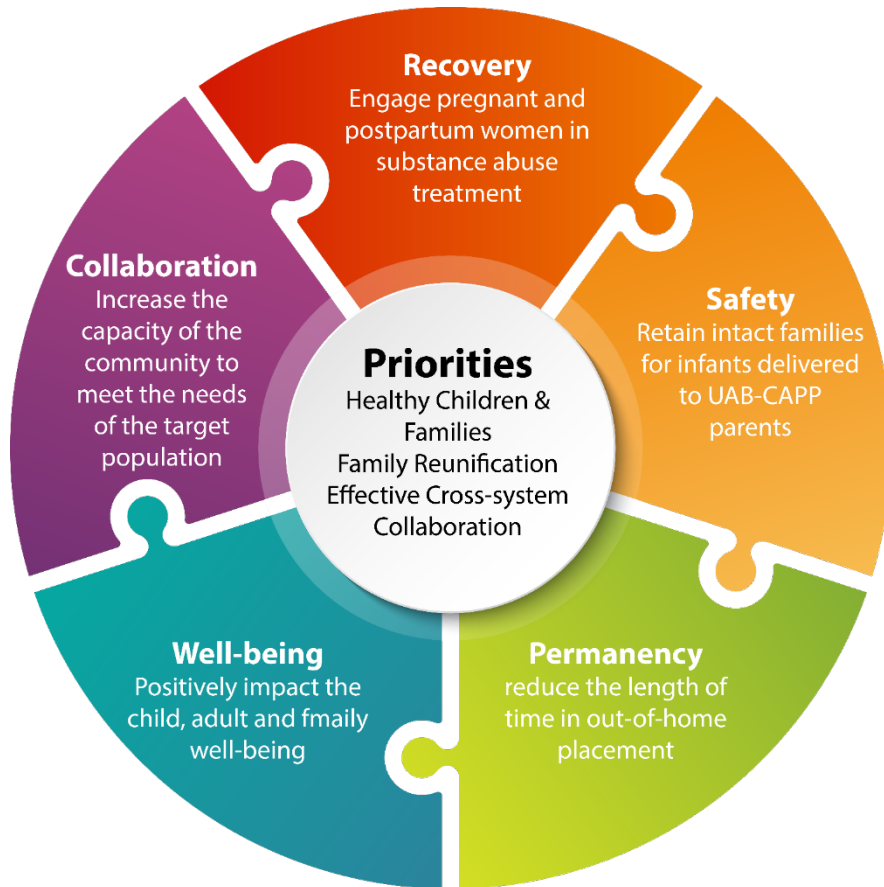 Recovery
Engage pregnant and
postpartum women in
substance abuse
treatment
Safety
Retain intact families
for infants delivered
to UAB-CAPP
parents
Permanency
reduce the length of
time in out-of-home
placement
Well-being
Positively impact the
child, adult and fmaily
well-being
Collaboration
Increase the
capacity of the
community to
meet the needs
of the target
population
Priorities
Healthy Children &
Families
Family Reunification
Effective Cross-system
Collaboration